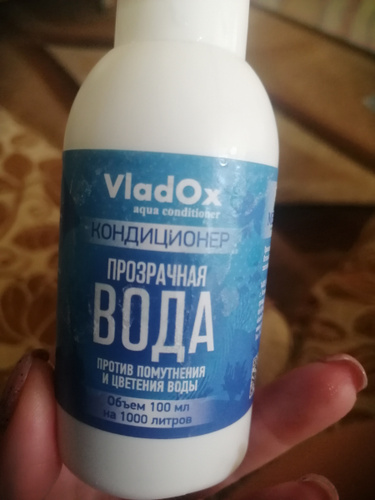 VladOx
aqua conditioner
КОНДИЦИОНЕР
ПРОЗРАЧНАЯ
ВОДА
ПРОТИВ ПОМУТНЕНИЯ
И ЦВЕТЕНИЯ ВОДЫ
Объем 100 мл
на 1000 литров